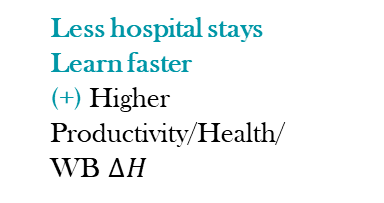 Less hospital stays
Learn faster
(+) Higher
Productivity/Health/
WB Δ𝐻